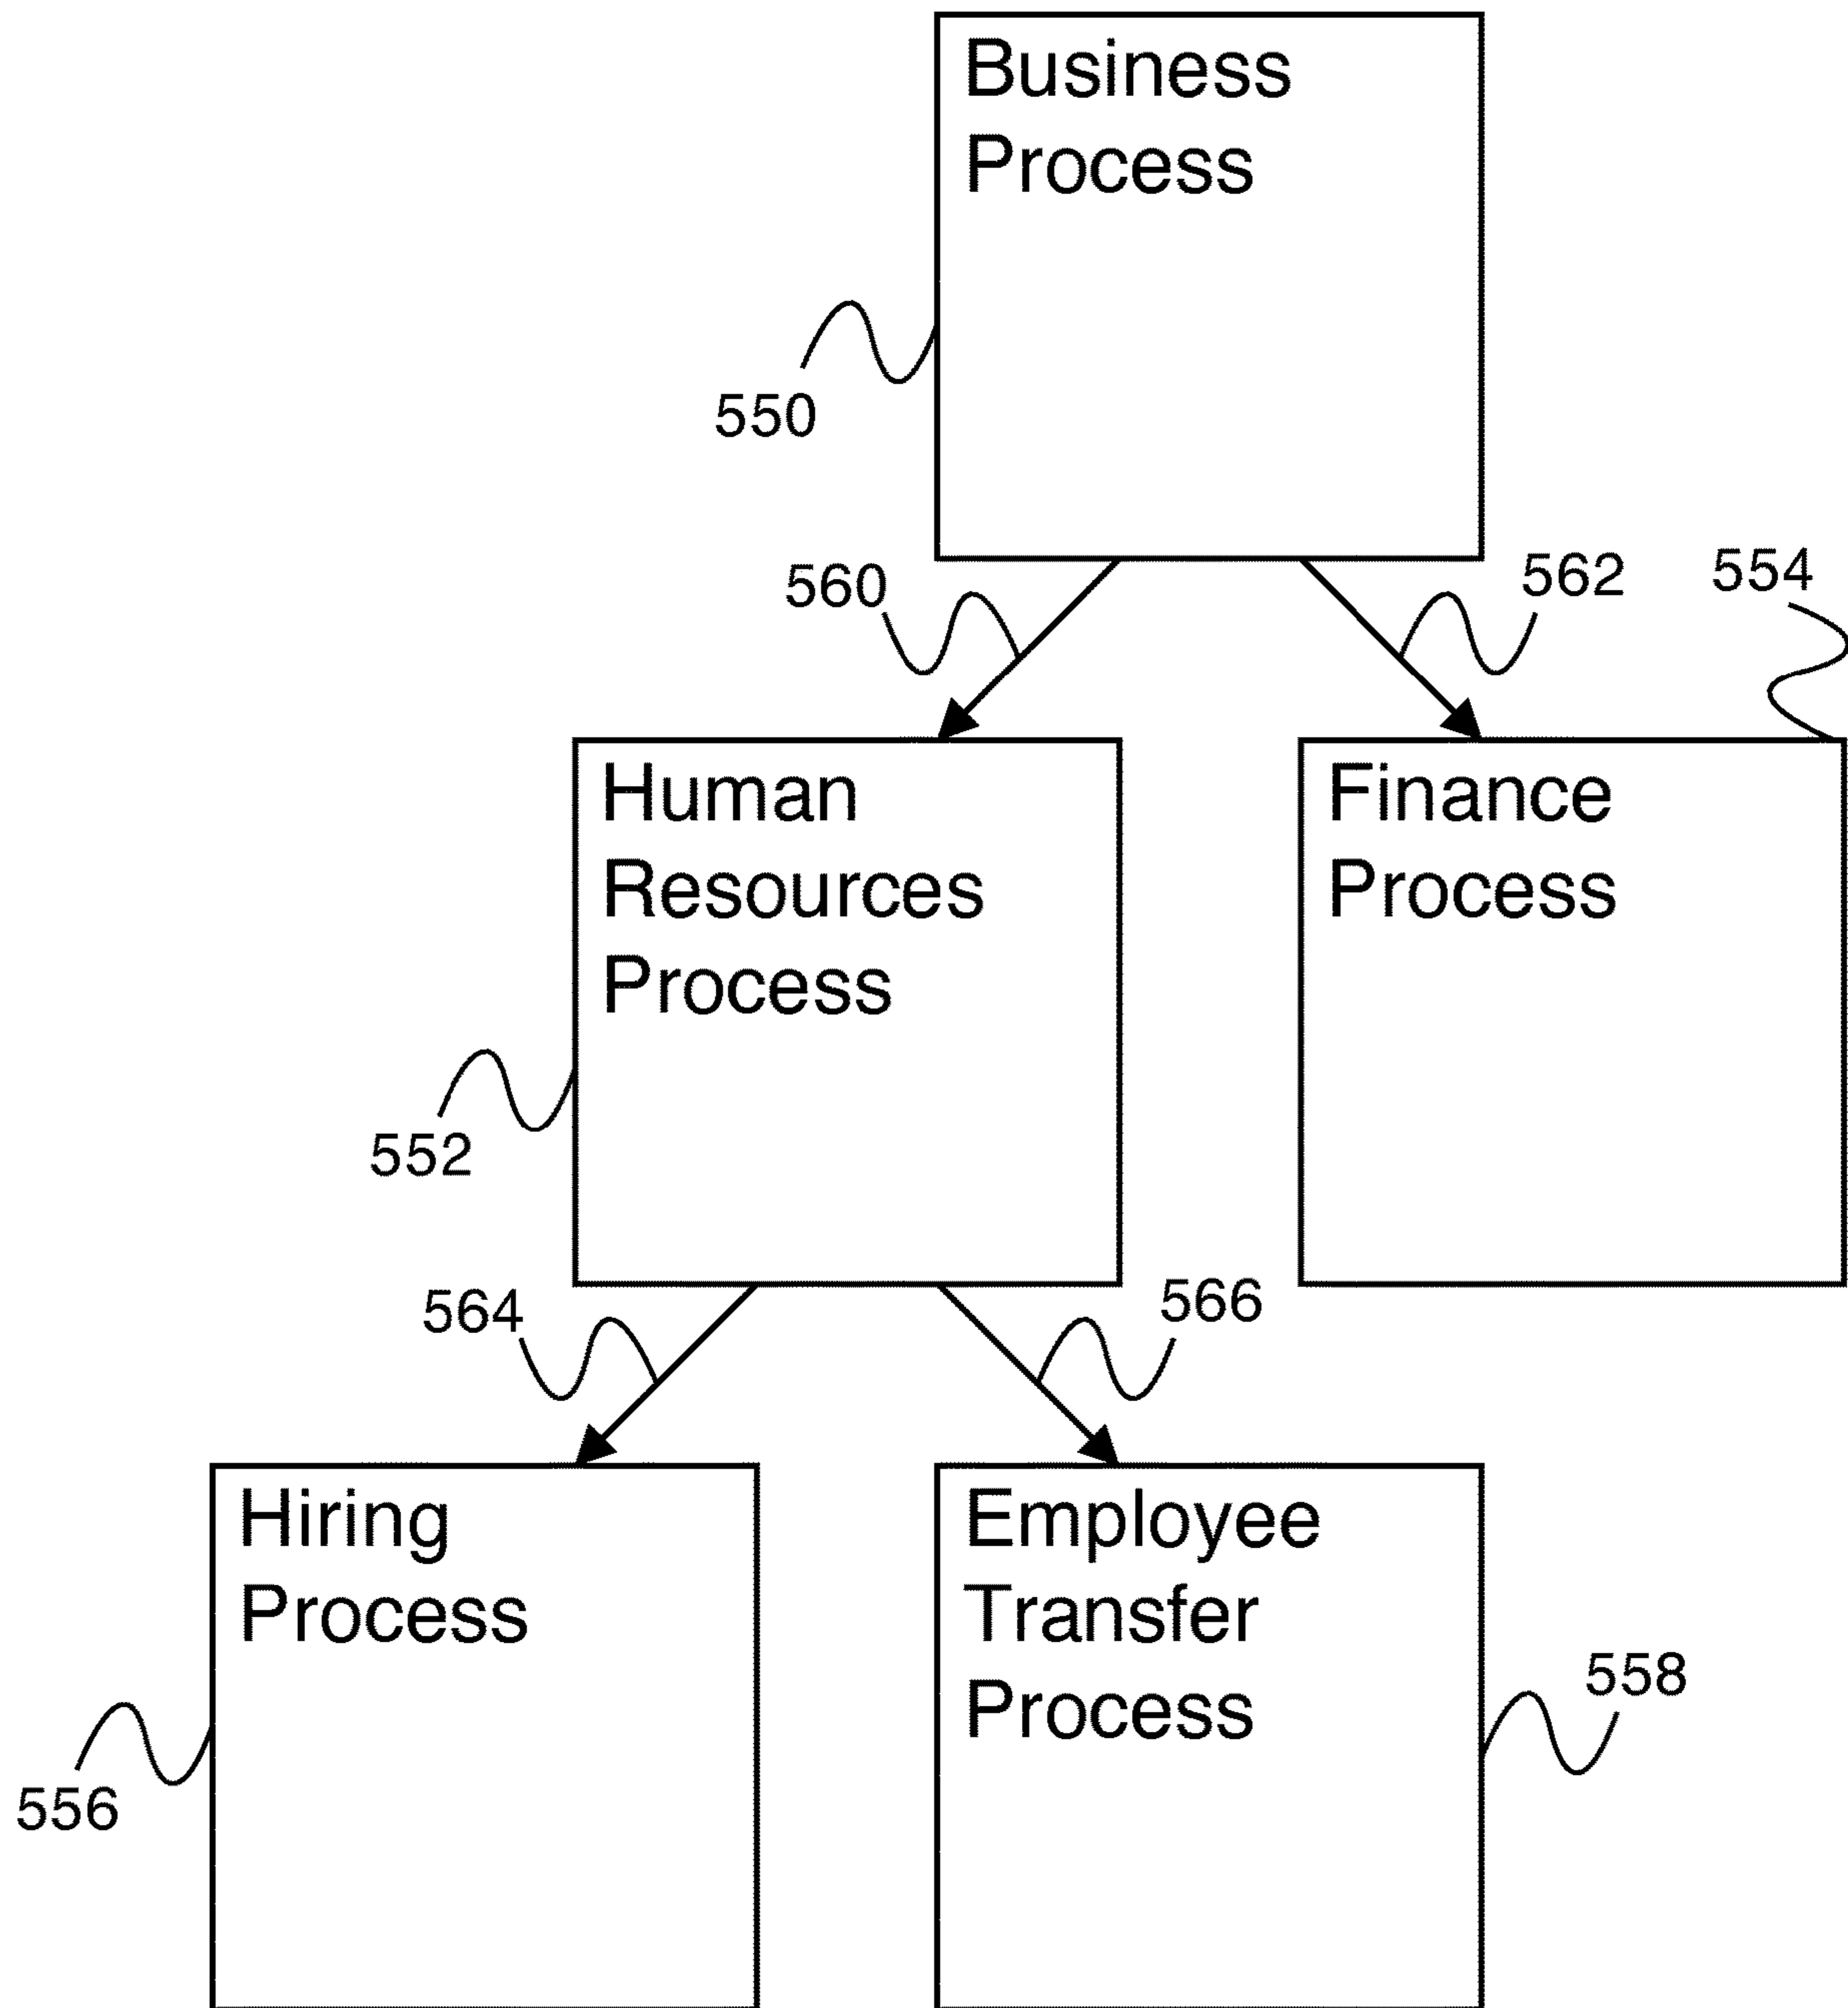 Business
Process
550
560
562
554
Human
Resources
Process
Finance
Process
552
564
566
Hiring
Process
Employee
Transfer
Process
558
556